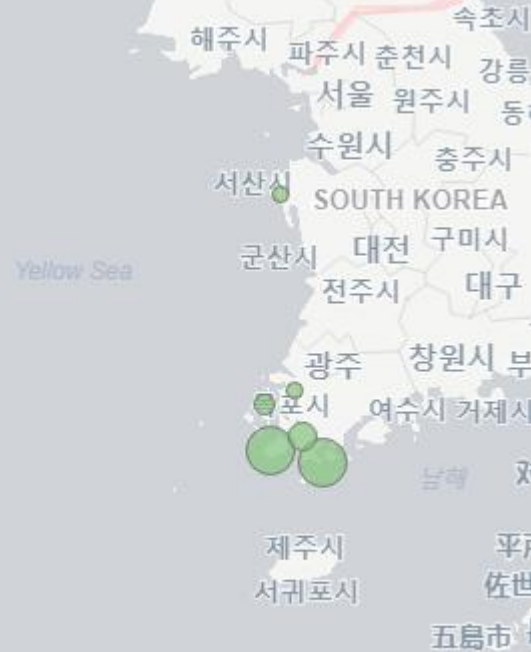 속초시
해주시
파주시
춘천시
강릉
서울
원주시
동
수원시
충주시
서산시
SOUTH KOREA
군산시
대전
구미시
Yellow Sea
전주시
대구
광주
창원시
부
포시
여수시
거제시
남해
제주시
서귀포시
佐世
五島市